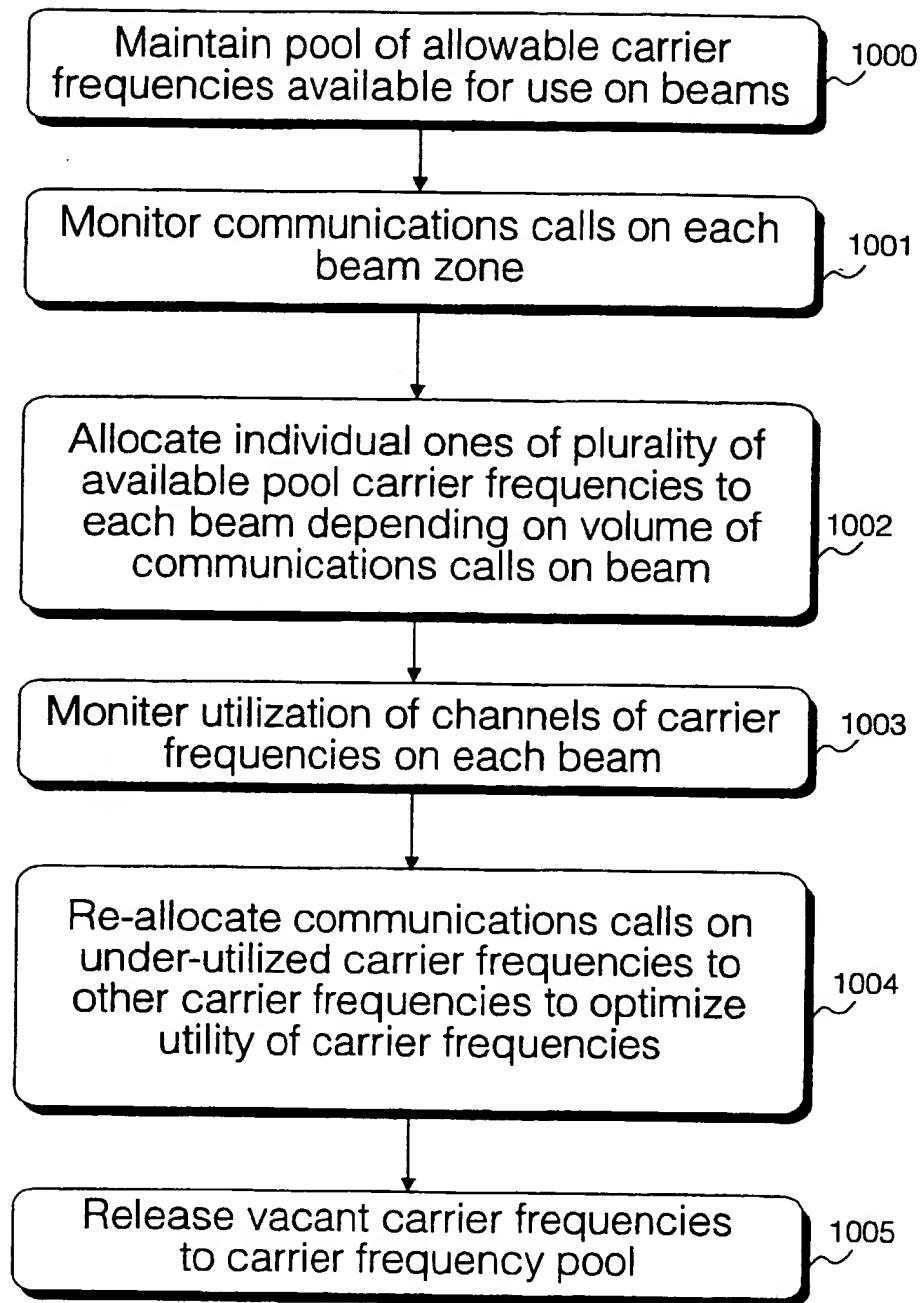 Maintain pool of allowable carrier
frequencies available for use on beams
1000
Monitor communications calls on each
beam zone
1001
Allocate individual ones of plurality of
available pool carrier frequencies to
each beam depending on volume of
communications calls on beam
1002
Moniter utilization of channels of carrier
frequencies on each beam
1003
Re-allocate communications calls on
under-utilized carrier frequencies to
other carrier frequencies to optimize
utility of carrier frequencies
1004
Release vacant carrier frequencies
to carrier frequency pool
1005